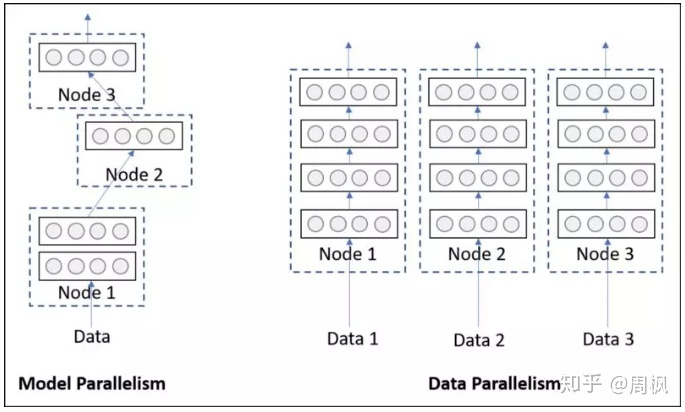 Node 3
Node 2
Node 1
Data
Model Parallelism
Node 1
Node 2
Node 3
Data 1
Data 2
Data 3
Data Parallelism
知乎 @周枫